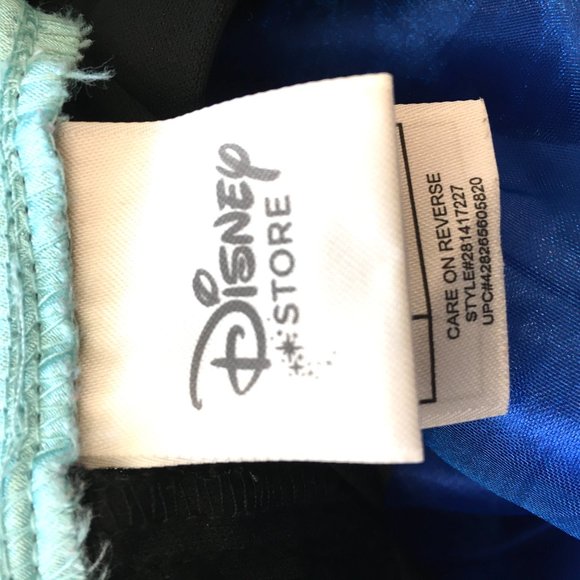 Disney
STORE
CARE ON REVERSE
STYLE#281417227
UPC#428265605820